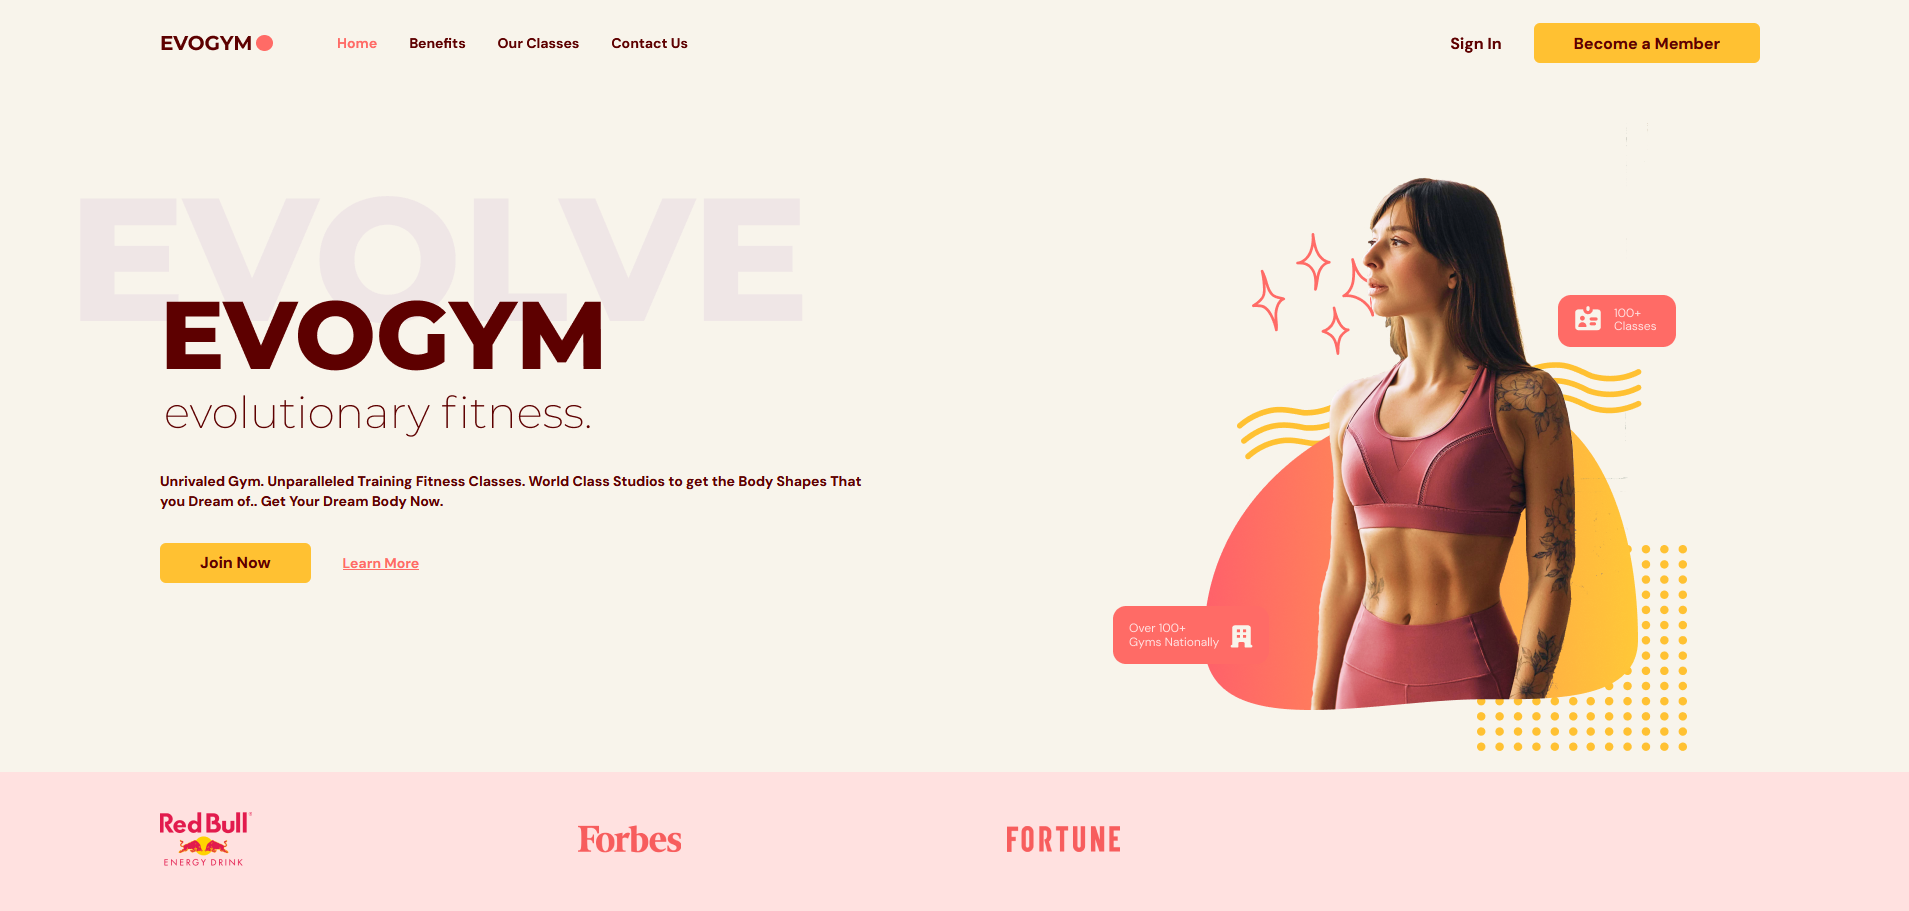 EVOGYM
Home
Benefits
Our Classes
Contact Us
Sign In
Become a Member
EVOLVE
EVOGYM
evolutionary fitness.
Unrivaled Gym. Unparalleled Training Fitness Classes. World Class Studios to get the Body Shapes That
you Dream of.. Get Your Dream Body Now.
Join Now
Learn More
100+
Classes
Over 100+
Gyms Nationally
Red Bull
ENERGY DRINK
Forbes
FORTUNE